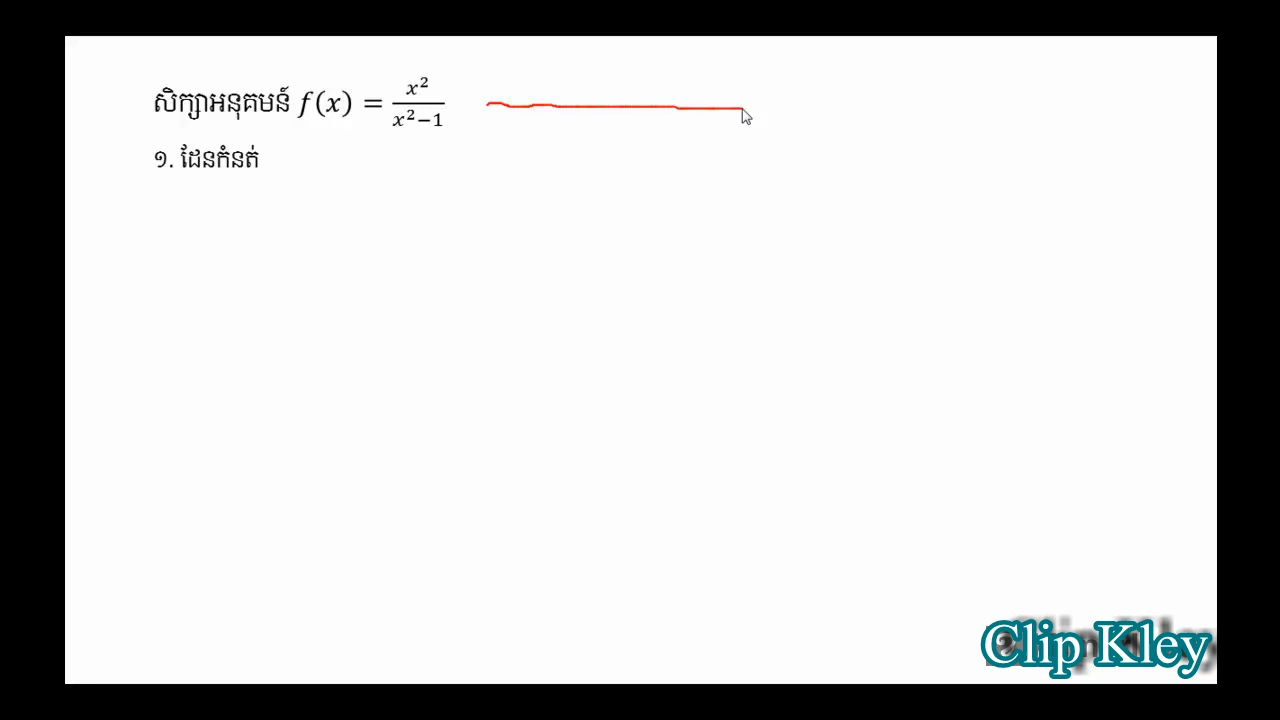 សិក្សាអនុគមន៍ f(x) = x²/(x²−1)
១. ដែនកំនត់
Clip Kley